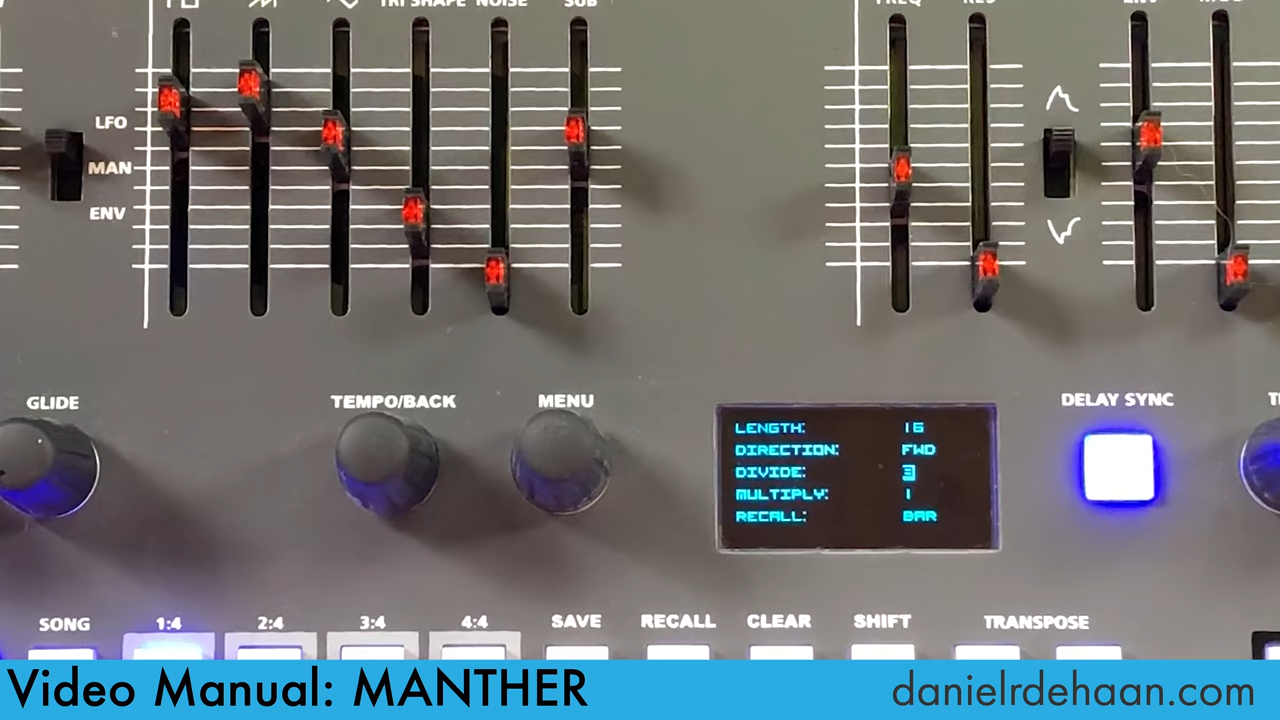 TRI SHAPE NOISE SUB
FREQ RES
LFO
MAN
ENV
GLIDE
TEMPO/BACK
MENU
DELAY SYNC
LENGTH: 16
DIRECTION: FWD
DIVIDE: 3
MULTIPLY: 1
RECALL: BAR
SONG 1:4 2:4 3:4 4:4 SAVE RECALL CLEAR SHIFT TRANSPOSE
Video Manual: MANTHER
danielrdehaan.com